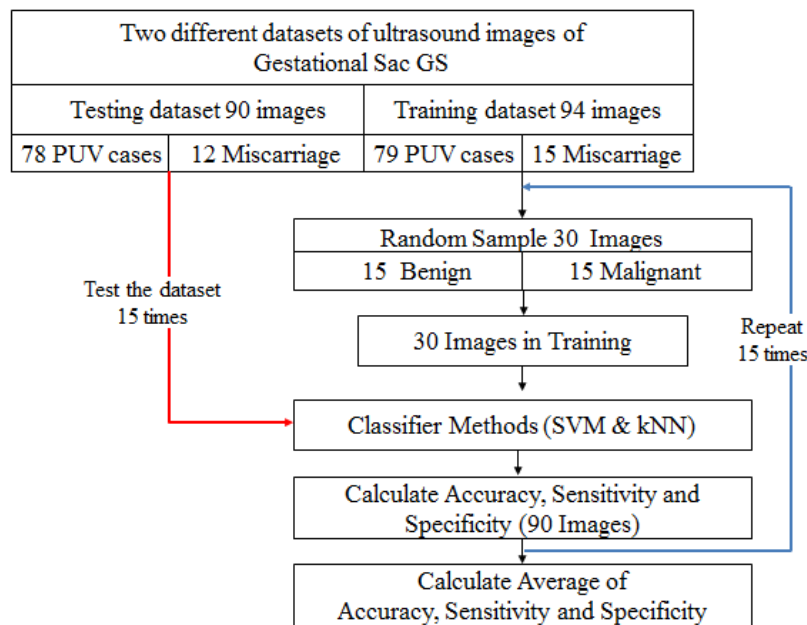 Two different datasets of ultrasound images of
Gestational Sac GS
Testing dataset 90 images
Training dataset 94 images
78 PUV cases
12 Miscarriage
79 PUV cases
15 Miscarriage
Random Sample 30 Images
15 Benign
15 Malignant
Test the dataset
15 times
Repeat
15 times
30 Images in Training
Classifier Methods (SVM & kNN)
Calculate Accuracy, Sensitivity and
Specificity (90 Images)
Calculate Average of
Accuracy, Sensitivity and Specificity